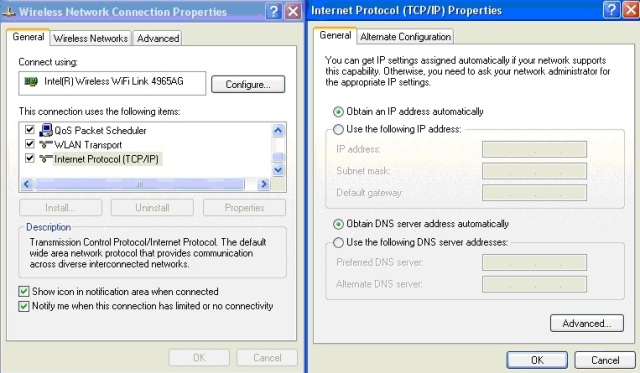 Wireless Network Connection Properties
General
Wireless Networks
Advanced
Connect using:
Intel(R) Wireless WiFi Link 4965AG
Configure...
This connection uses the following items:
QoS Packet Scheduler
WLAN Transport
Internet Protocol (TCP/IP)
Install...
Uninstall
Properties
Description
Transmission Control Protocol/Internet Protocol. The default
wide area network protocol that provides communication
across diverse interconnected networks.
Show icon in notification area when connected
Notify me when this connection has limited or no connectivity
OK
Cancel
Internet Protocol (TCP/IP) Properties
General
Alternate Configuration
You can get IP settings assigned automatically if your network supports
this capability. Otherwise, you need to ask your network administrator for
the appropriate IP settings.
Obtain an IP address automatically
Use the following IP address:
IP address:
Subnet mask:
Default gateway:
Obtain DNS server address automatically
Use the following DNS server addresses:
Preferred DNS server:
Alternate DNS server:
Advanced...
OK
Cancel